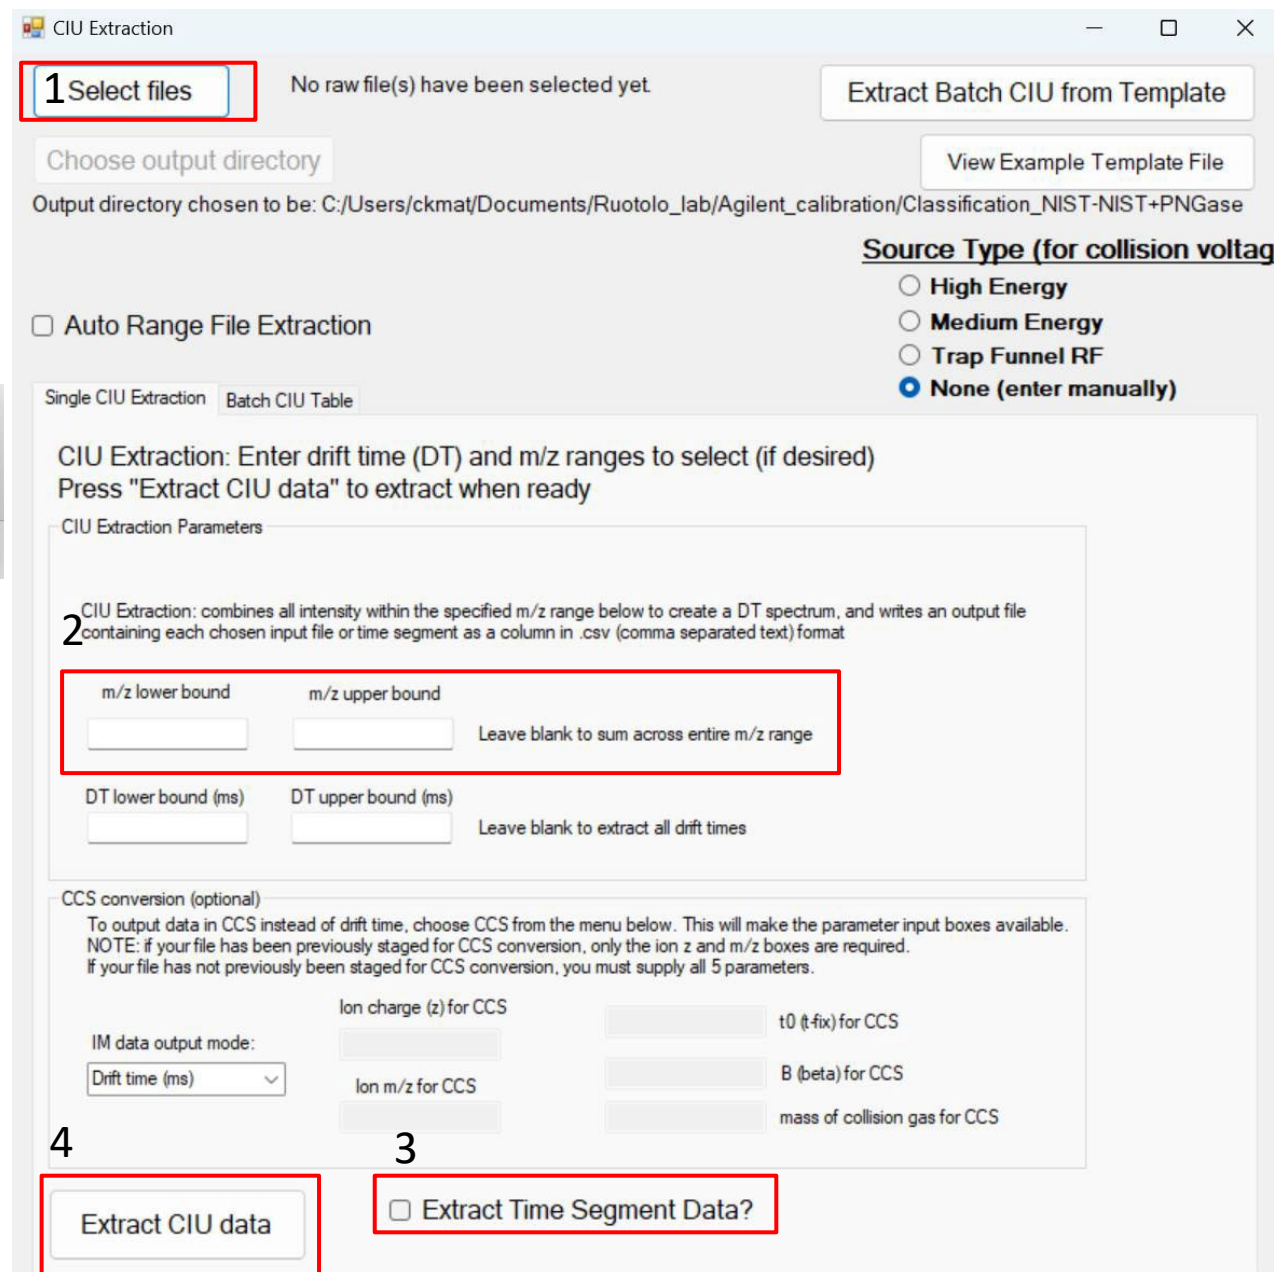 CIU Extraction
1 Select files
No raw file(s) have been selected yet.
Extract Batch CIU from Template
Choose output directory
View Example Template File
Output directory chosen to be: C:/Users/ckmat/Documents/Ruotolo_lab/Agilent_calibration/Classification_NIST-NIST+PNGase
Source Type (for collision voltag
High Energy
Medium Energy
Trap Funnel RF
None (enter manually)
Auto Range File Extraction
Single CIU Extraction
Batch CIU Table
CIU Extraction: Enter drift time (DT) and m/z ranges to select (if desired)
Press "Extract CIU data" to extract when ready
CIU Extraction Parameters
CIU Extraction: combines all intensity within the specified m/z range below to create a DT spectrum, and writes an output file
containing each chosen input file or time segment as a column in .csv (comma separated text) format
2
m/z lower bound
m/z upper bound
Leave blank to sum across entire m/z range
DT lower bound (ms)
DT upper bound (ms)
Leave blank to extract all drift times
CCS conversion (optional)
To output data in CCS instead of drift time, choose CCS from the menu below. This will make the parameter input boxes available.
NOTE: if your file has been previously staged for CCS conversion, only the ion z and m/z boxes are required.
If your file has not previously been staged for CCS conversion, you must supply all 5 parameters.
IM data output mode:
Drift time (ms)
Ion charge (z) for CCS
Ion m/z for CCS
t0 (t-fix) for CCS
B (beta) for CCS
mass of collision gas for CCS
4
Extract CIU data
3
Extract Time Segment Data?